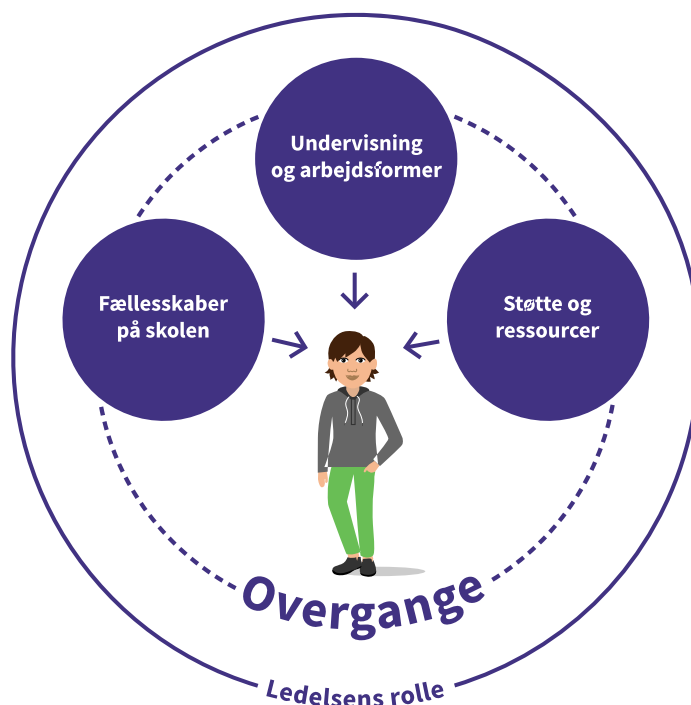 Undervisning
og arbejdsformer
Fællesskaber
på skolen
Støtte og
ressourcer
Overgange
Ledelsens rolle